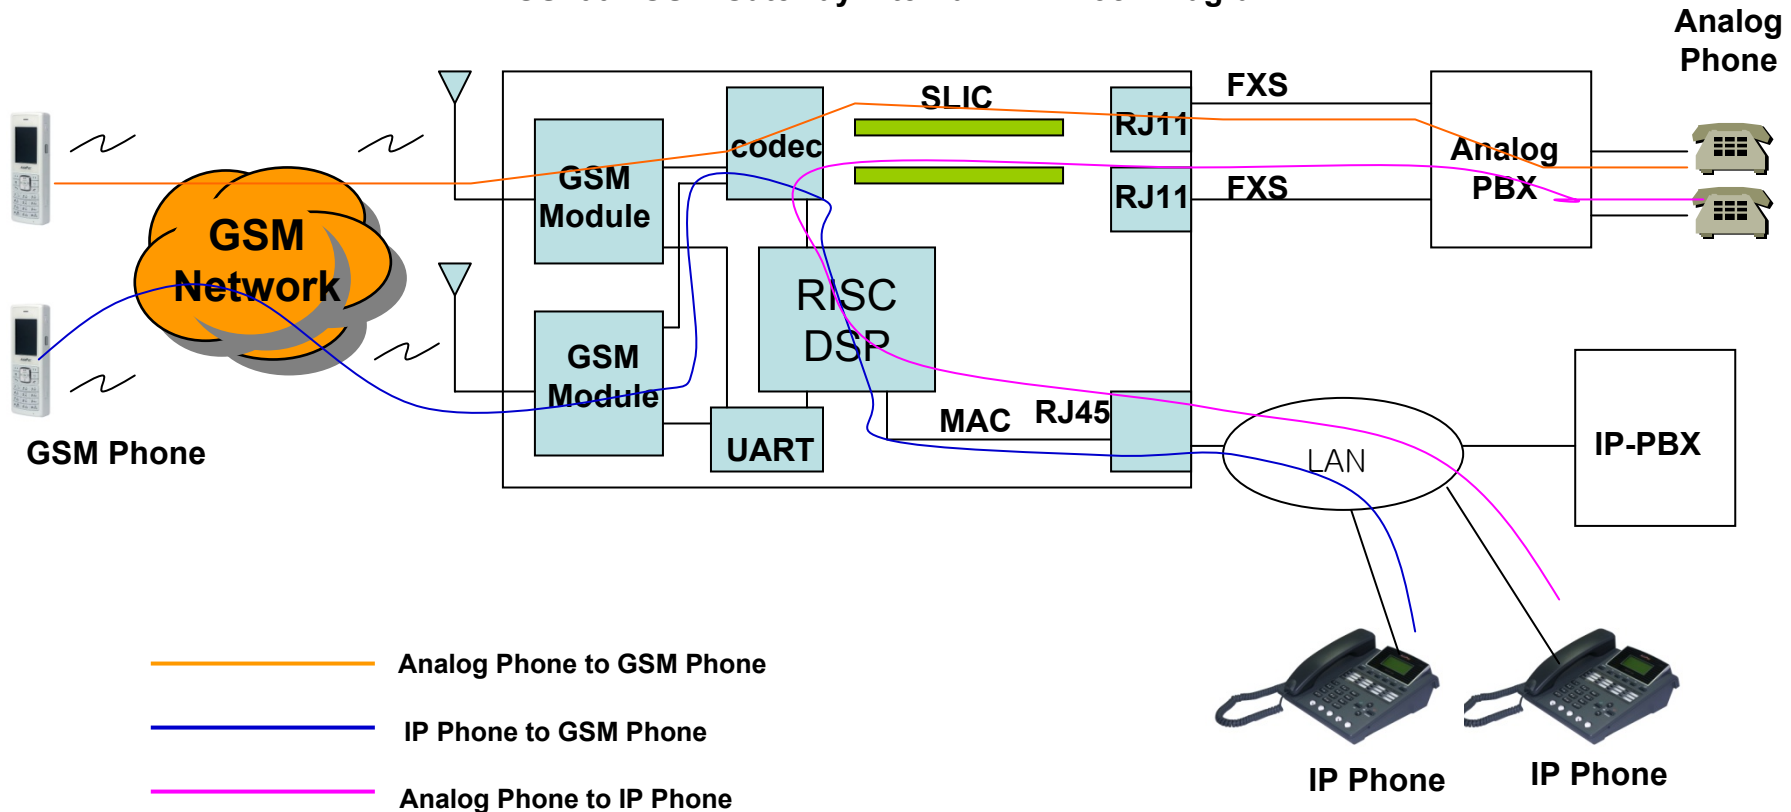 Analog
Phone
FXS
SLIC
RJ11
codec
Analog
PBX
GSM
Module
RJ11
FXS
GSM
Network
RISC
DSP
GSM
Module
RJ45
MAC
UART
LAN
IP-PBX
GSM Phone
Analog Phone to GSM Phone
IP Phone to GSM Phone
Analog Phone to IP Phone
IP Phone
IP Phone